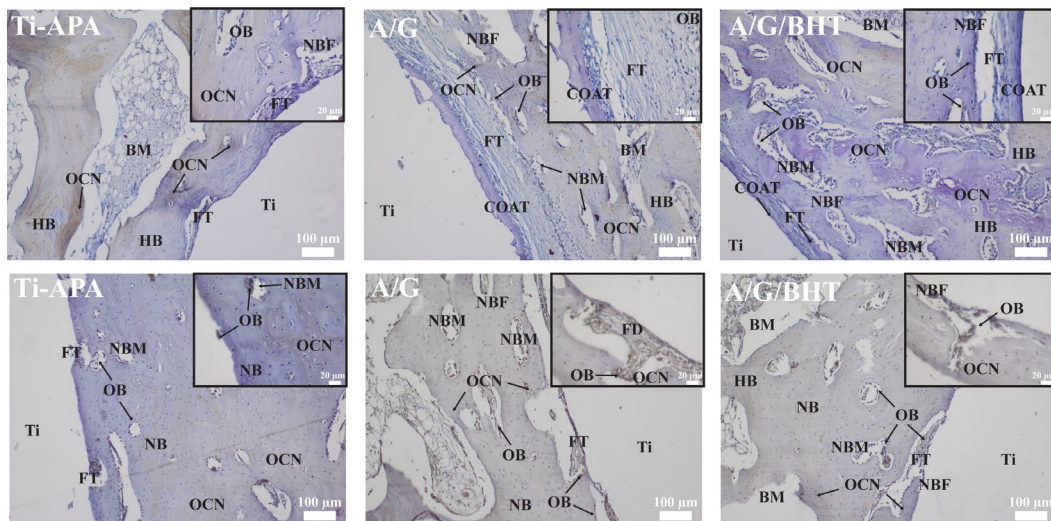 Ti-APA
OB
NBF
OCN
FT
20 µm
BM
OCN
OCN
HB
HB
FT
Ti
100 µm
A/G
NBF
OB
OCN
FT
COAT
OB
FT
20 µm
BM
NBM
COAT
HB
OCN
Ti
100 µm
A/G/BHT
BM
NBF
FT
OB
COAT
20 µm
OCN
OB
NBM
OCN
HB
COAT
OCN
FT
NBF
HB
Ti
NBM
100 µm
Ti-APA
NBM
OB
OCN
NB
20 µm
FT
NBM
OB
Ti
NB
OCN
FT
OCN
100 µm
A/G
NBF
NBM
NBM
FD
OB
OCN
20 µm
OCN
OB
FT
Ti
NB
OB
100 µm
A/G/BHT
BM
NBF
OB
OCN
20 µm
HB
NB
OB
NBM
FT
Ti
BM
OCN
NBF
100 µm